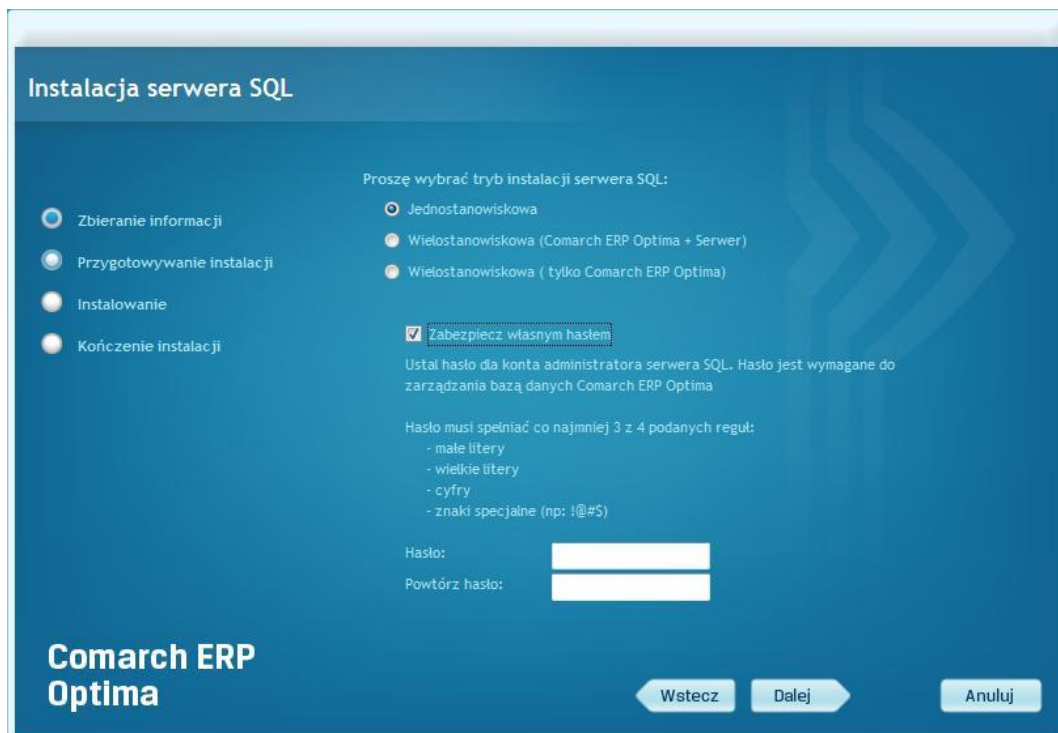 Instalacja serwera SQL
Proszę wybrać tryb instalacji serwera SQL:
Jednostanowiskowa
Wielostanowiskowa (Comarch ERP Optima + Serwer)
Wielostanowiskowa ( tylko Comarch ERP Optima)
Zbieranie informacji
Przygotowywanie instalacji
Instalowanie
Kończenie instalacji
Zabezpiecz własnym hasłem
Ustal hasło dla konta administratora serwera SQL. Hasło jest wymagane do
zarządzania bazą danych Comarch ERP Optima
Hasło musi spełniać co najmniej 3 z 4 podanych reguł:
- małe litery
- wielkie litery
- cyfry
- znaki specjalne (np: !@#$)
Hasło:
Powtórz hasło:
Comarch ERP
Optima
Wstecz
Dalej
Anuluj